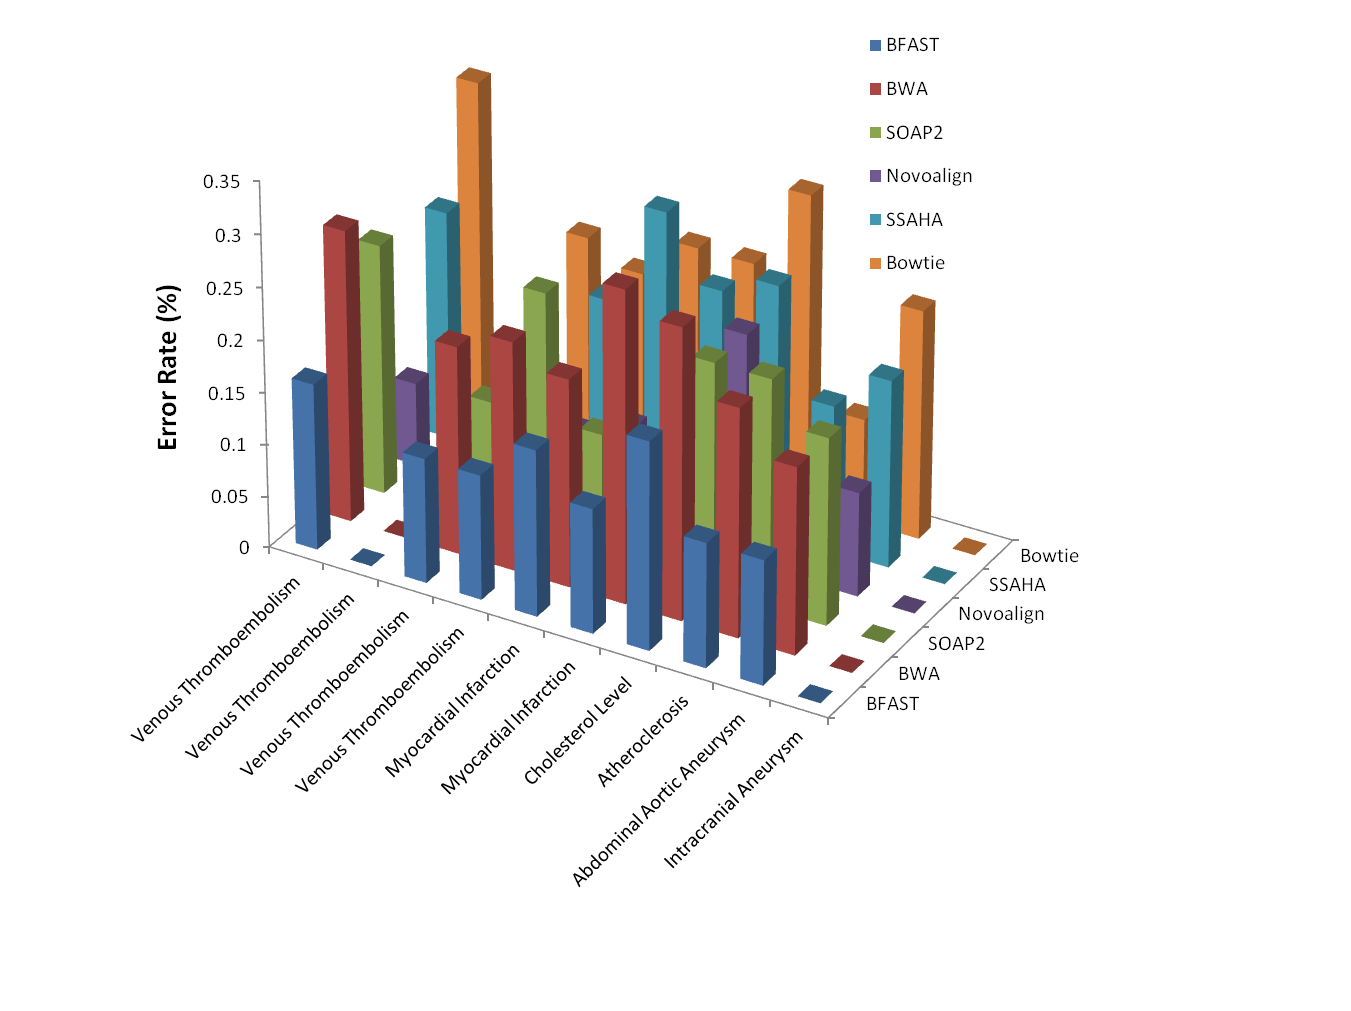 BFAST
BWA
SOAP2
Novoalign
SSAHA
Bowtie
Error Rate (%)
0.35
0.3
0.25
0.2
0.15
0.1
0.05
0
Venous Thromboembolism
Venous Thromboembolism
Venous Thromboembolism
Venous Thromboembolism
Myocardial Infarction
Myocardial Infarction
Cholesterol Level
Atheroclerosis
Abdominal Aortic Aneurysm
Intracranial Aneurysm
Bowtie
SSAHA
Novoalign
SOAP2
BWA
BFAST